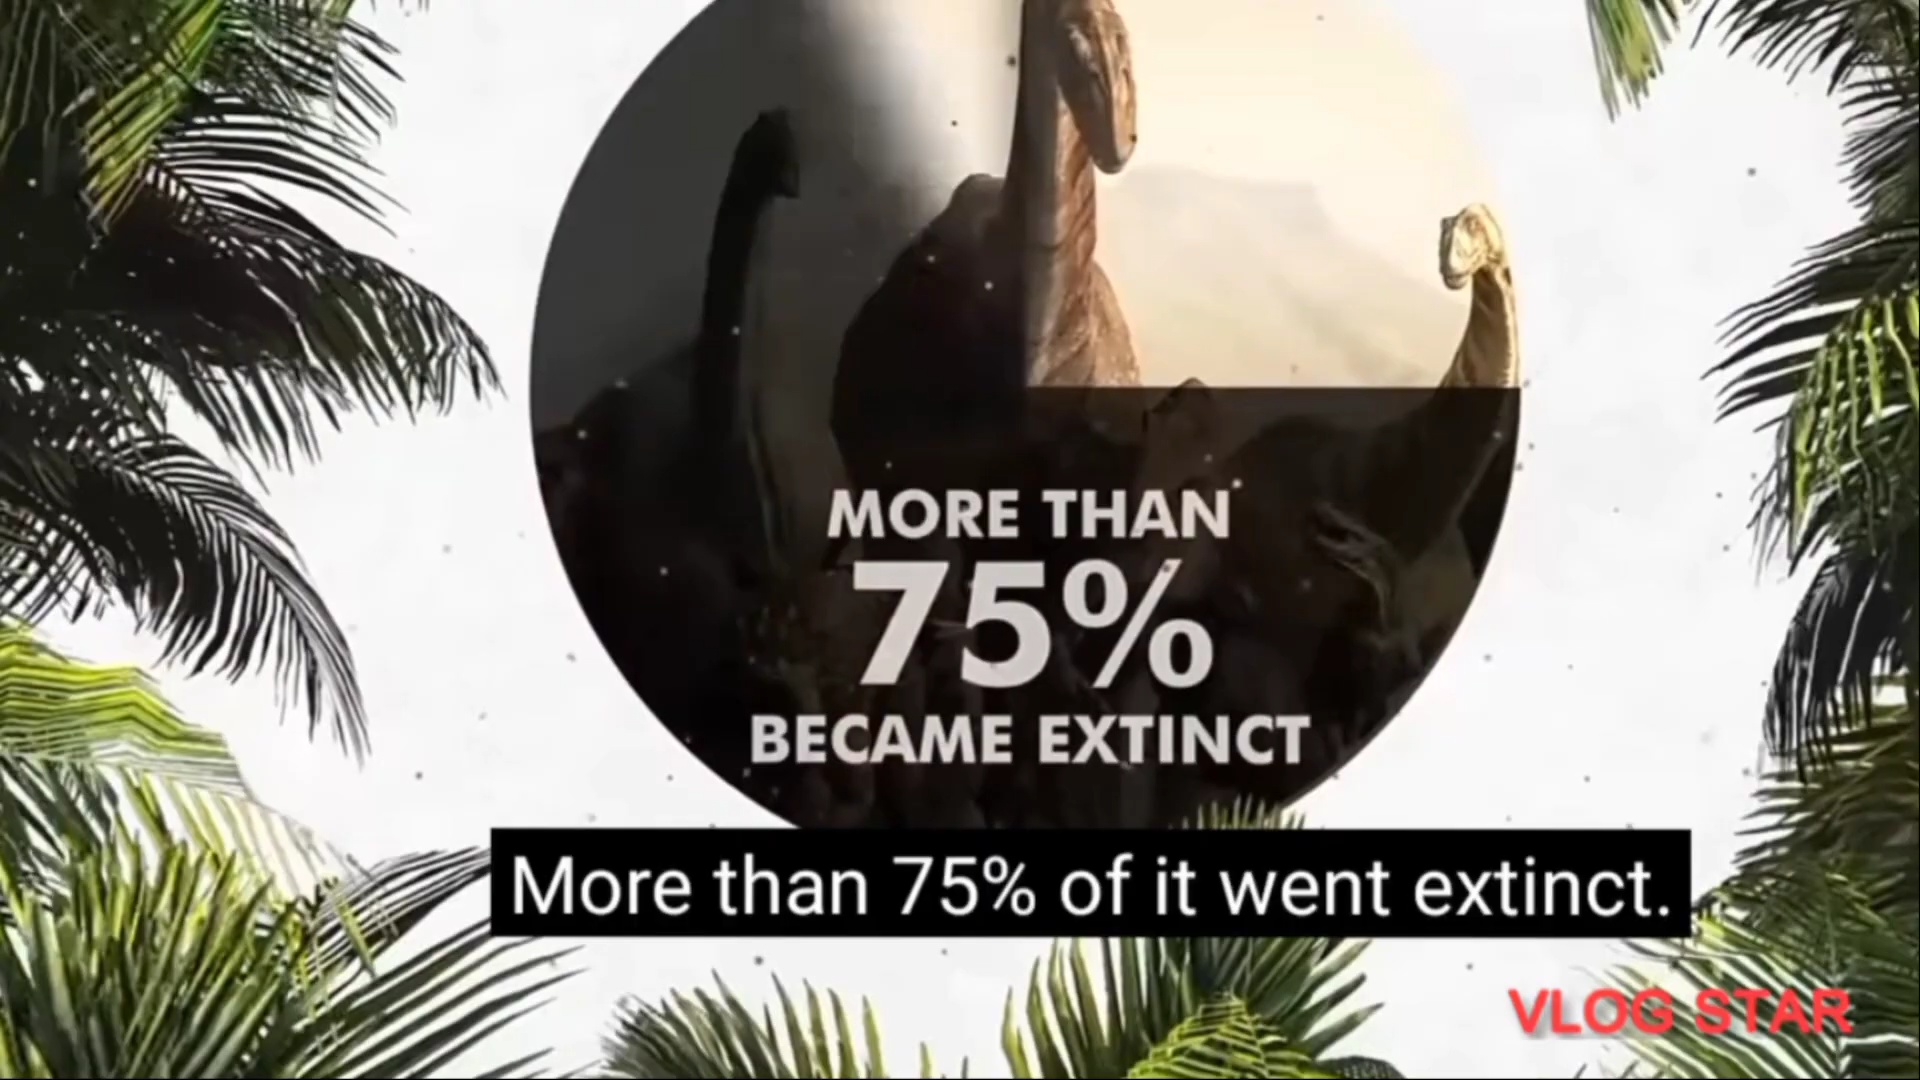 MORE THAN
75%
BECAME EXTINCT
More than 75% of it went extinct.
VLOG STAR